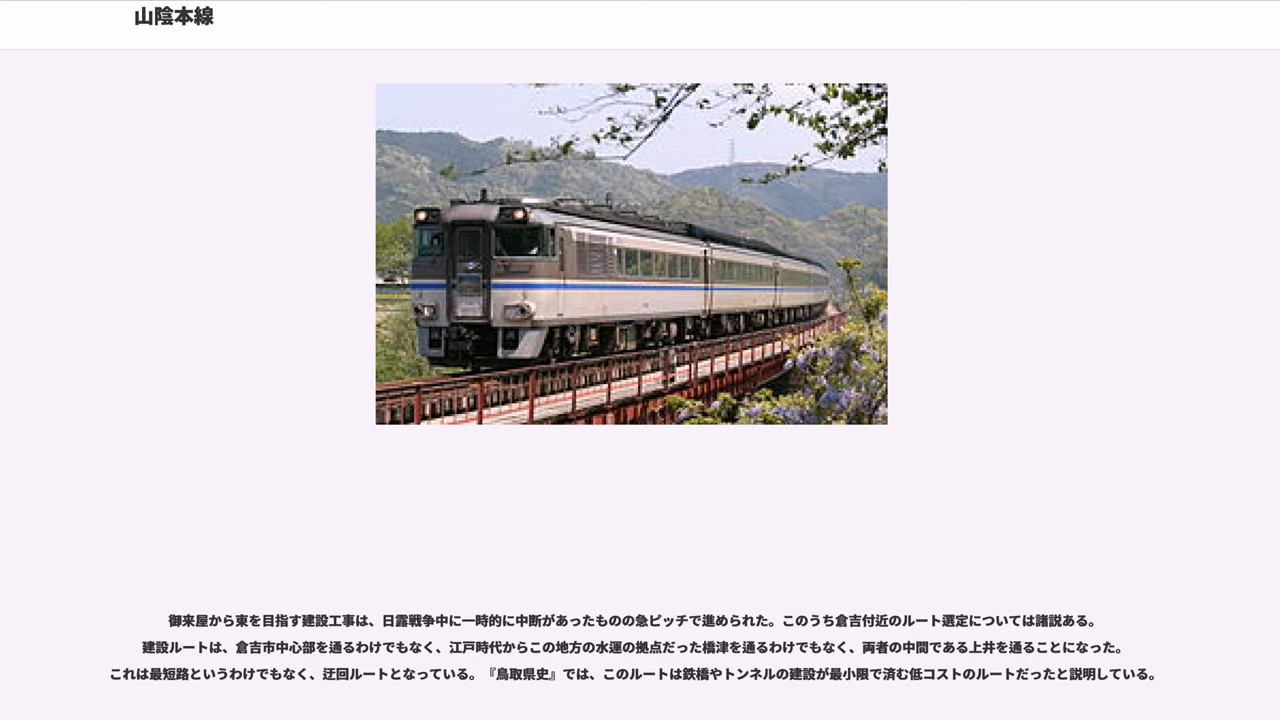 山陰本線
御来屋から東を目指す建設工事は、日露戦争中に一時的に中断があったものの急ピッチで進められた。このうち倉吉付近のルート選定については諸説ある。
建設ルートは、倉吉市中心部を通るわけでもなく、江戸時代からこの地方の水運の拠点だった橋津を通るわけでもなく、両者の中間である上井を通ることになった。
これは最短路というわけでもなく、迂回ルートとなっている。『鳥取県史』では、このルートは鉄橋やトンネルの建設が最小限で済む低コストのルートだったと説明している。